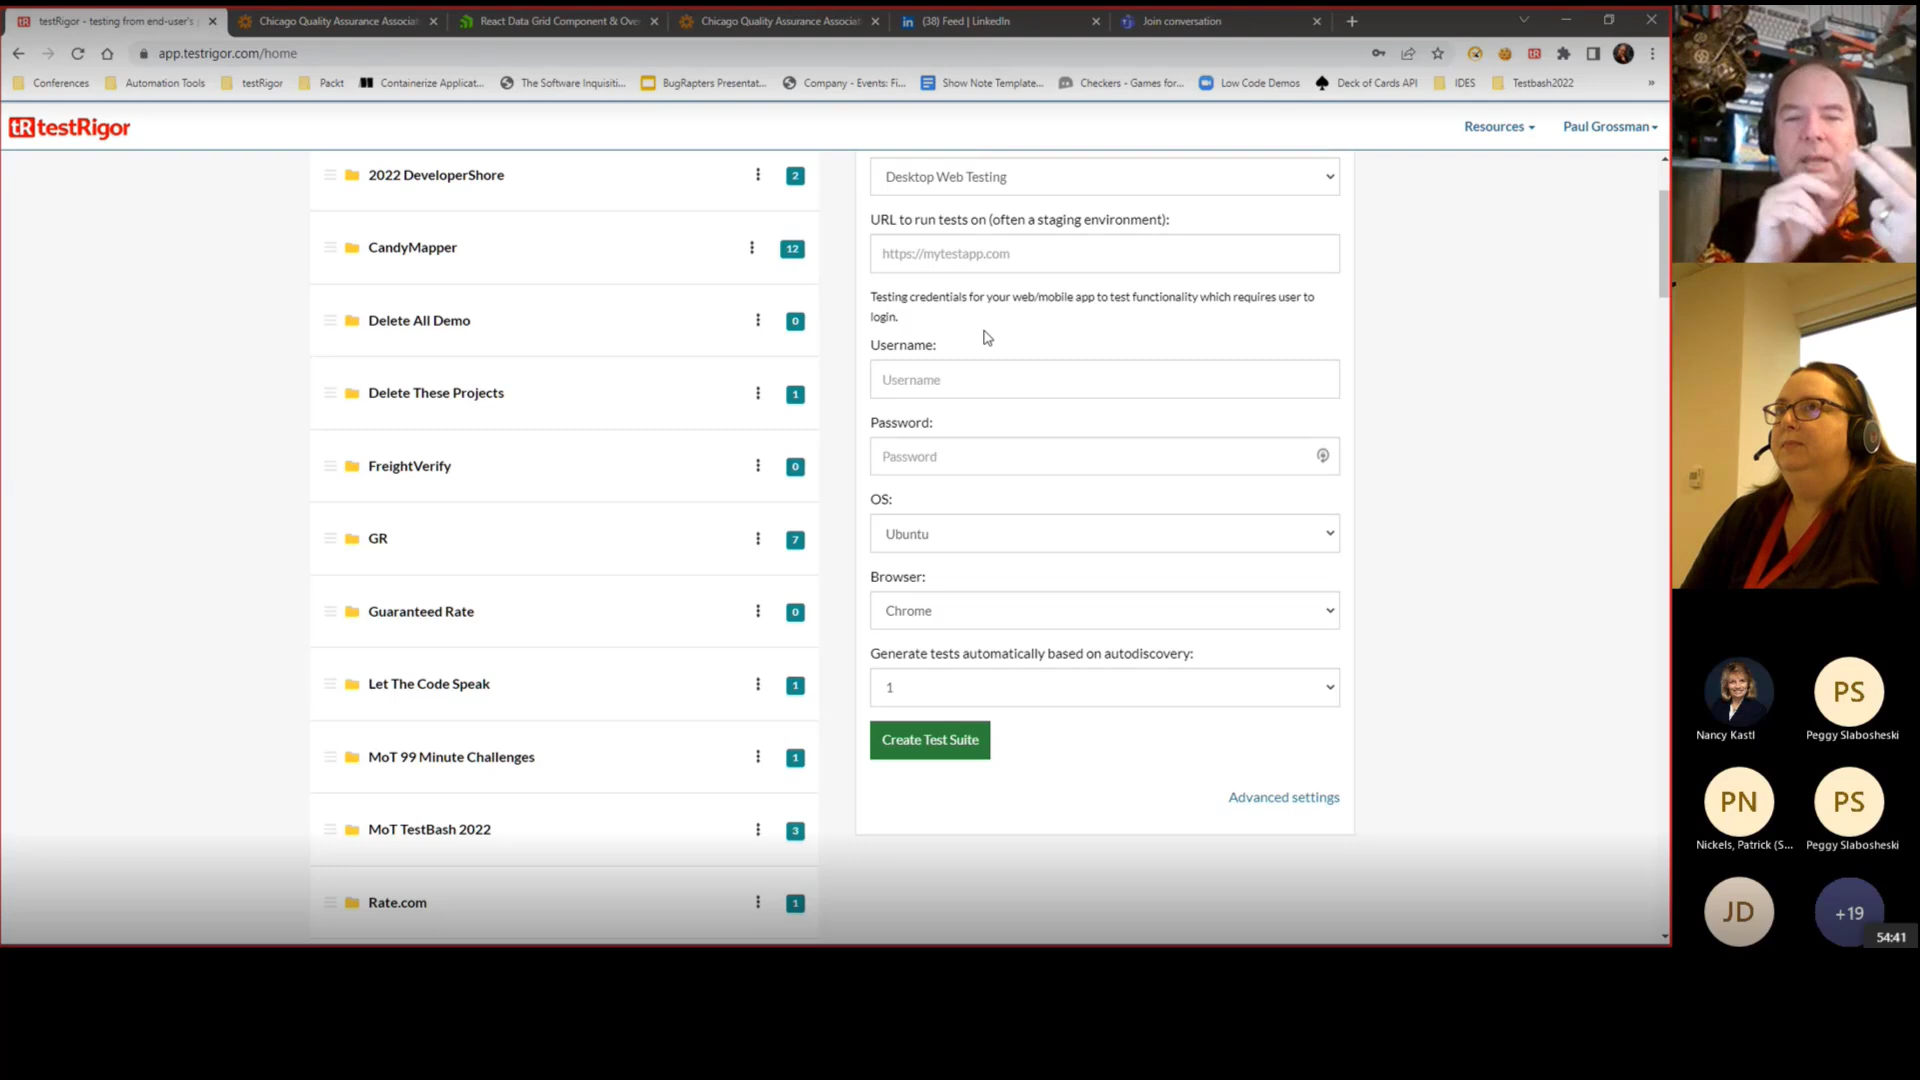 testRigor - testing from end-user's
Chicago Quality Assurance Associat
React Data Grid Component & Over
Chicago Quality Assurance Associat
(38) Feed | LinkedIn
Join conversation
app.testrigor.com/home
Conferences
Automation Tools
testRigor
Packt
Containerize Applicat...
The Software Inquisiti...
BugRapters Presentat...
Company - Events: Fi...
Show Note Template...
Checkers - Games for...
Low Code Demos
Deck of Cards API
IDES
Testbash2022
»
tR testRigor
Resources
Paul Grossman
2022 DeveloperShore 2
CandyMapper 12
Delete All Demo 0
Delete These Projects 1
FreightVerify 0
GR 7
Guaranteed Rate 0
Let The Code Speak 1
MoT 99 Minute Challenges 1
MoT TestBash 2022 3
Rate.com 1
Desktop Web Testing
URL to run tests on (often a staging environment):
https://mytestapp.com
Testing credentials for your web/mobile app to test functionality which requires user to
login.
Username:
Username
Password:
Password
OS:
Ubuntu
Browser:
Chrome
Generate tests automatically based on autodiscovery:
1
Create Test Suite
Advanced settings
Nancy Kastl
PS
Peggy Slabosheski
PN
Nickels, Patrick (S...
PS
Peggy Slabosheski
JD
+19
54:41